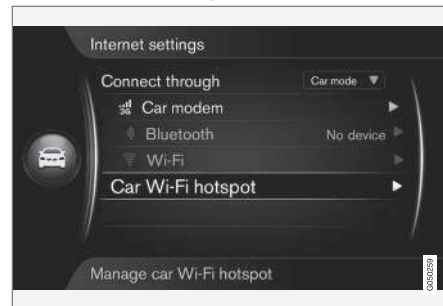 Internet settings
Connect through Car mode
3G Car modem
Bluetooth No device
Wi-Fi
Car Wi-Fi hotspot
Manage car Wi-Fi hotspot
G050259